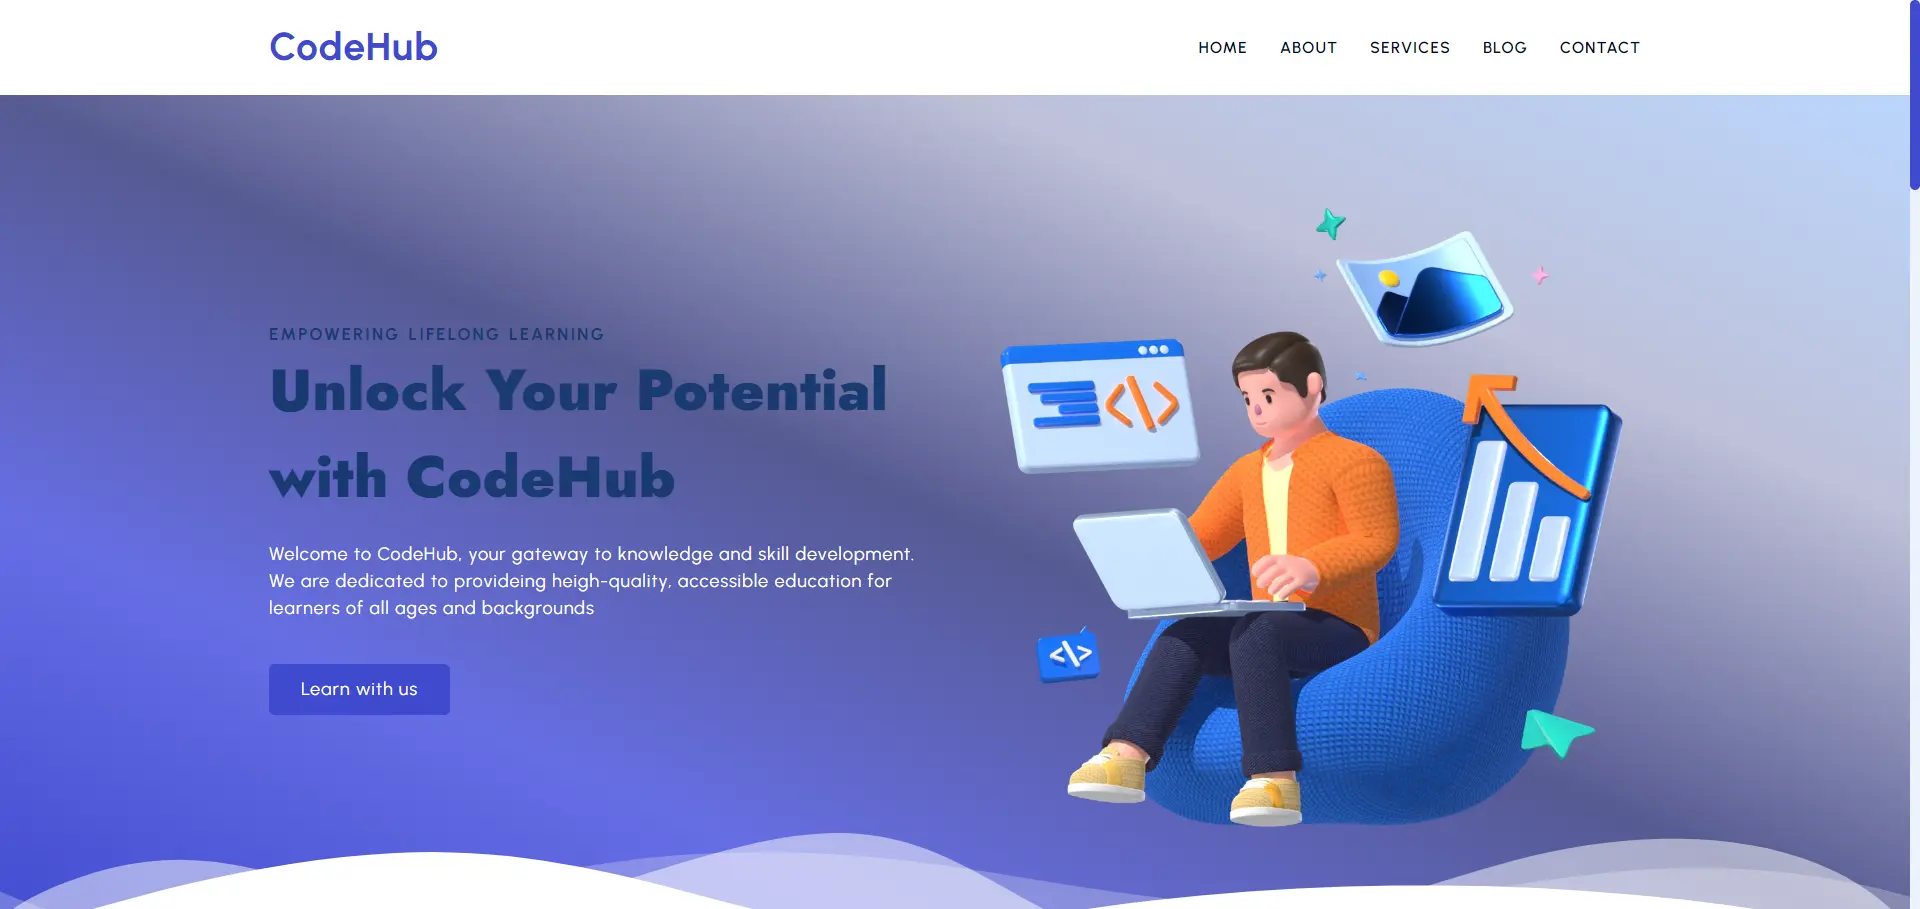 CodeHub
HOME ABOUT SERVICES BLOG CONTACT
EMPOWERING LIFELONG LEARNING
Unlock Your Potential
with CodeHub
Welcome to CodeHub, your gateway to knowledge and skill development.
We are dedicated to provideing heigh-quality, accessible education for
learners of all ages and backgrounds
Learn with us